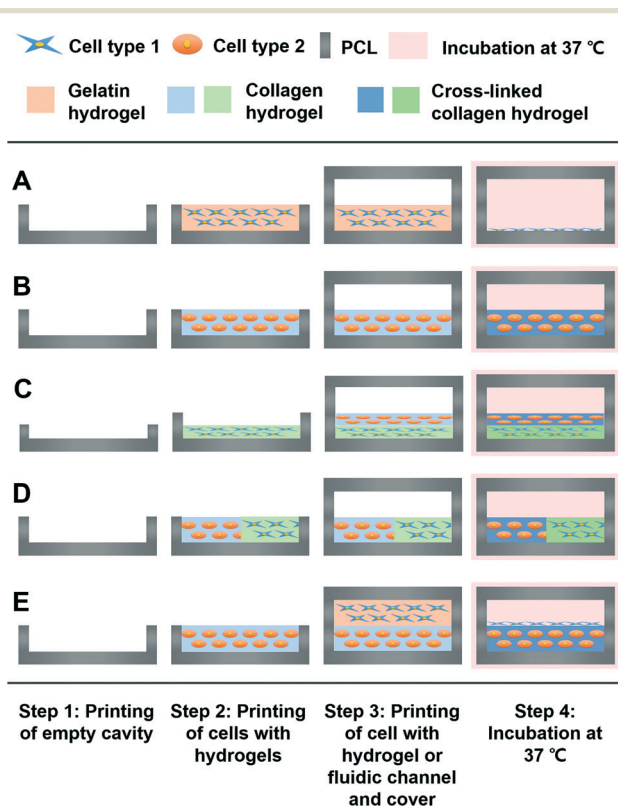 Cell type 1 Cell type 2 PCL Incubation at 37 ℃
Gelatin hydrogel Collagen hydrogel Cross-linked collagen hydrogel
A
B
C
D
E
Step 1: Printing of empty cavity
Step 2: Printing of cells with hydrogels
Step 3: Printing of cell with hydrogel or fluidic channel and cover
Step 4: Incubation at 37 ℃